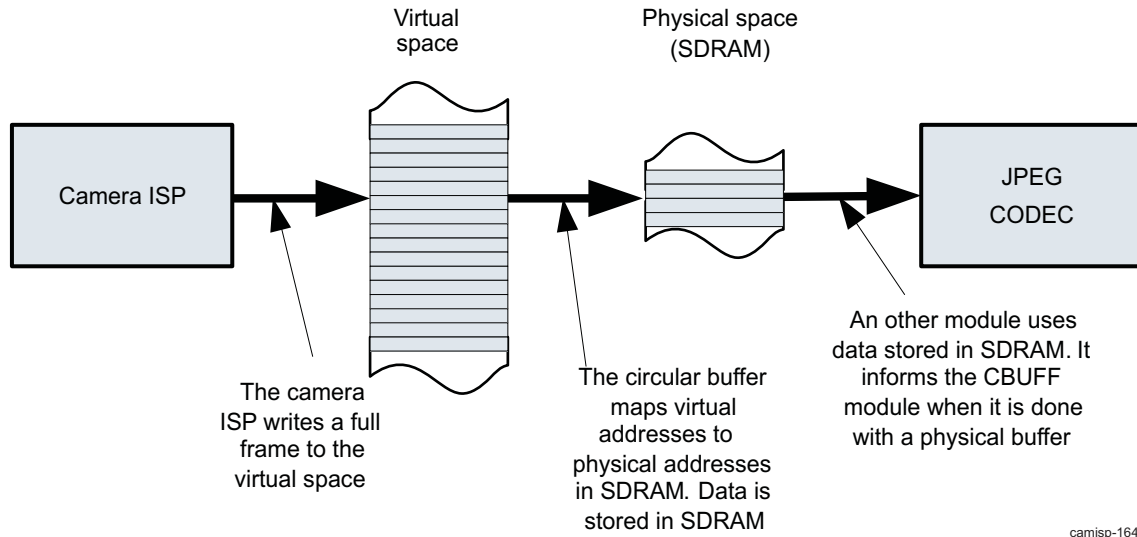 Virtual
space
Physical space
(SDRAM)
Camera ISP
JPEG
CODEC
The camera
ISP writes a full
frame to the
virtual space
The circular buffer
maps virtual
addresses to
physical addresses
in SDRAM. Data is
stored in SDRAM
An other module uses
data stored in SDRAM. It
informs the CBUFF
module when it is done
with a physical buffer
camisp-164